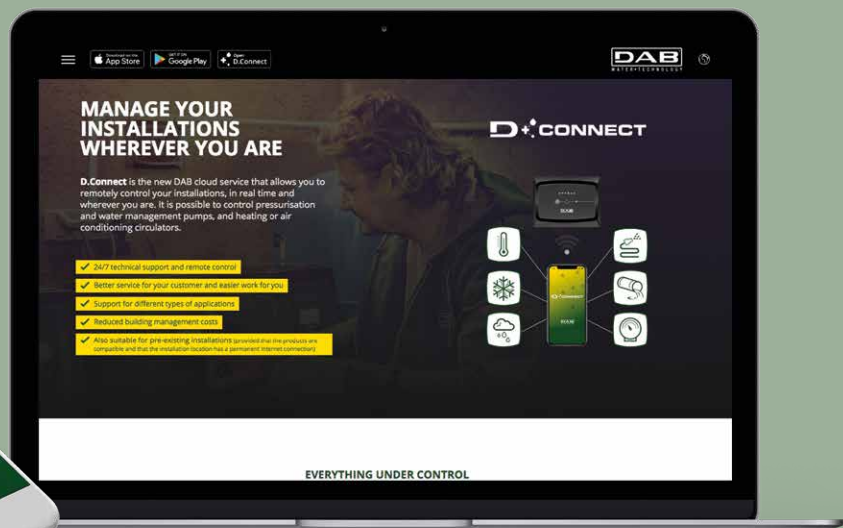 Download on the
App Store
GET IT ON
Google Play
Open
D.Connect
DAB
WATER•TECHNOLOGY
MANAGE YOUR
INSTALLATIONS
WHEREVER YOU ARE
D.Connect is the new DAB cloud service that allows you to
remotely control your installations, in real time and
wherever you are. It is possible to control pressurisation
and water management pumps, and heating or air
conditioning circulators.
24/7 technical support and remote control
Better service for your customer and easier work for you
Support for different types of applications
Reduced building management costs
Also suitable for pre-existing installations (provided that the products are
compatible and that the installation location has a permanent internet connection)
D CONNECT
DAB
D CONNECT
DAB
EVERYTHING UNDER CONTROL